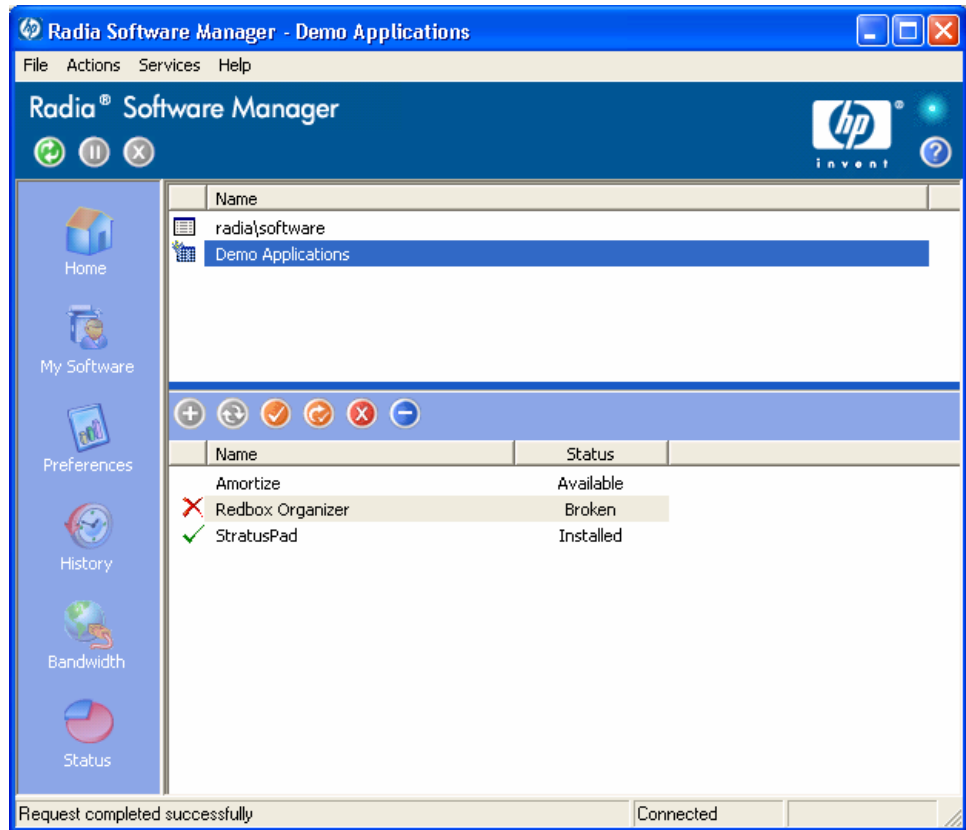 Radia Software Manager - Demo Applications
File Actions Services Help
Radia® Software Manager
hp ®
invent
?
Name
radia\software
Demo Applications
Home
My Software
Preferences
History
Bandwidth
Status
Name Status
Amortize Available
Redbox Organizer Broken
StratusPad Installed
Request completed successfully Connected